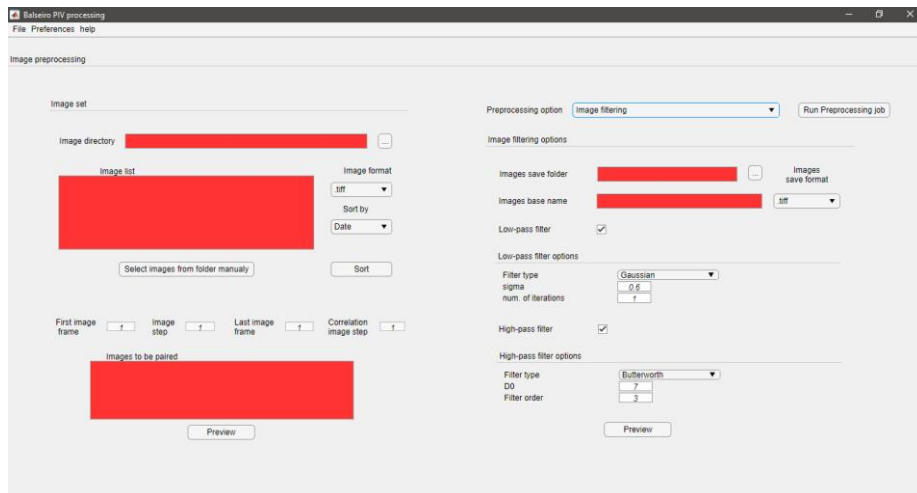 Balseiro PIV processing
File Preferences help
Image preprocessing
Image set
Image directory
...
Image list
Image format
.tiff
Sort by
Date
Select images from folder manualy
Sort
First image frame 1 Image step 1 Last image frame 1 Correlation image step 1
Images to be paired
Preview
Preprocessing option Image filtering Run Preprocessing job
Image filtering options
Images save folder ... Images save format
Images base name .tiff
Low-pass filter
Low-pass filter options
Filter type Gaussian
sigma 0.6
num. of iterations 1
High-pass filter
High-pass filter options
Filter type Butterworth
D0 7
Filter order 3
Preview